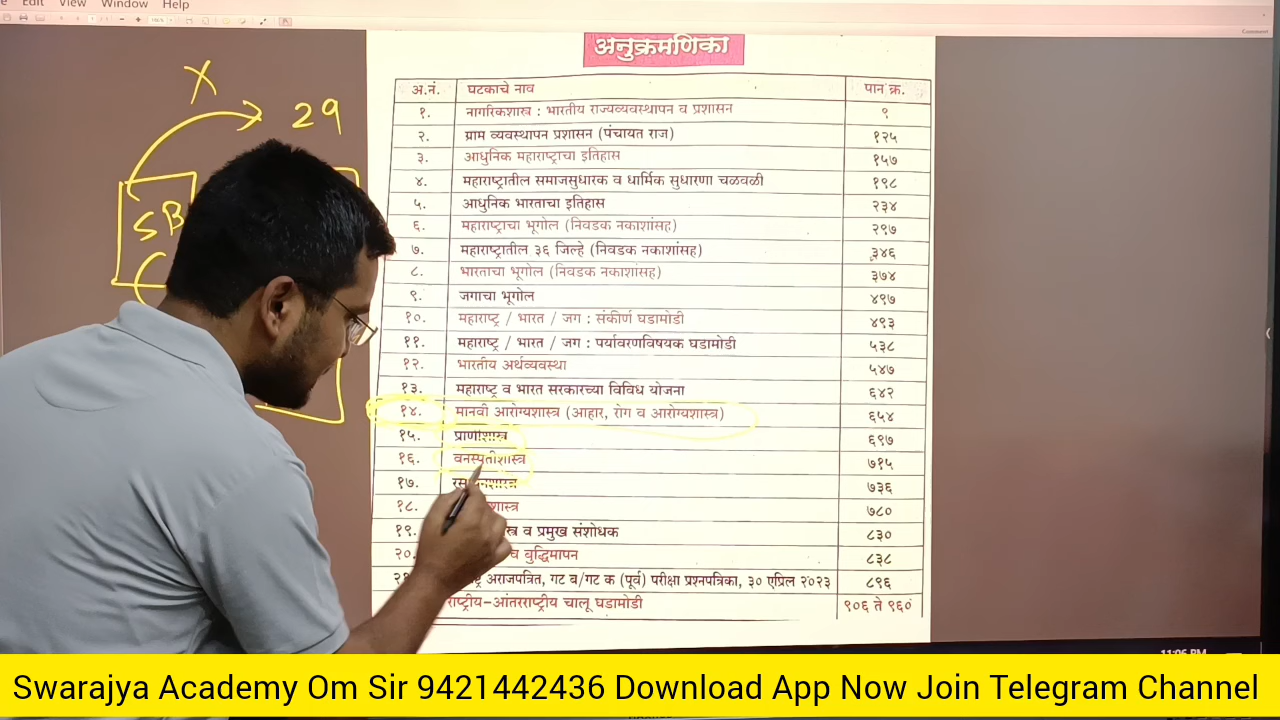 Edit View Window Help
अनुक्रमणिका
अ.नं. घटकाचे नाव पान क्र.
१. नागरिकशास्त्र : भारतीय राज्यव्यवस्थापन व प्रशासन ९
२. ग्राम व्यवस्थापन प्रशासन (पंचायत राज) १२५
३. आधुनिक महाराष्ट्राचा इतिहास १५७
४. महाराष्ट्रातील समाजसुधारक व धार्मिक सुधारणा चळवळी १९८
५. आधुनिक भारताचा इतिहास २३४
६. महाराष्ट्राचा भूगोल (निवडक नकाशांसह) २९७
७. महाराष्ट्रातील ३६ जिल्हे (निवडक नकाशांसह) ३४६
८. भारताचा भूगोल (निवडक नकाशांसह) ३७४
९. जगाचा भूगोल ४९७
१०. महाराष्ट्र / भारत / जग : संकीर्ण घडामोडी ४९३
११. महाराष्ट्र / भारत / जग : पर्यावरणविषयक घडामोडी ५३८
१२. भारतीय अर्थव्यवस्था ५४७
१३. महाराष्ट्र व भारत सरकारच्या विविध योजना ६४२
१४. मानवी आरोग्यशास्त्र (आहार, रोग व आरोग्यशास्त्र) ६५४
१५. प्राणीशास्त्र ६९७
१६. वनस्पतीशास्त्र ७१५
१७. ७३६
१८. शास्त्र ७८०
१९. व प्रमुख संशोधक ८३०
२०. व बुद्धिमापन ८३८
अराजपत्रित, गट ब/गट क (पूर्व) परीक्षा प्रश्नपत्रिका, ३० एप्रिल २०२३ ८९६
राष्ट्रीय-आंतरराष्ट्रीय चालू घडामोडी ९०६ ते ९६०
X
29
SB
11:06 PM
Swarajya Academy Om Sir 9421442436 Download App Now Join Telegram Channel